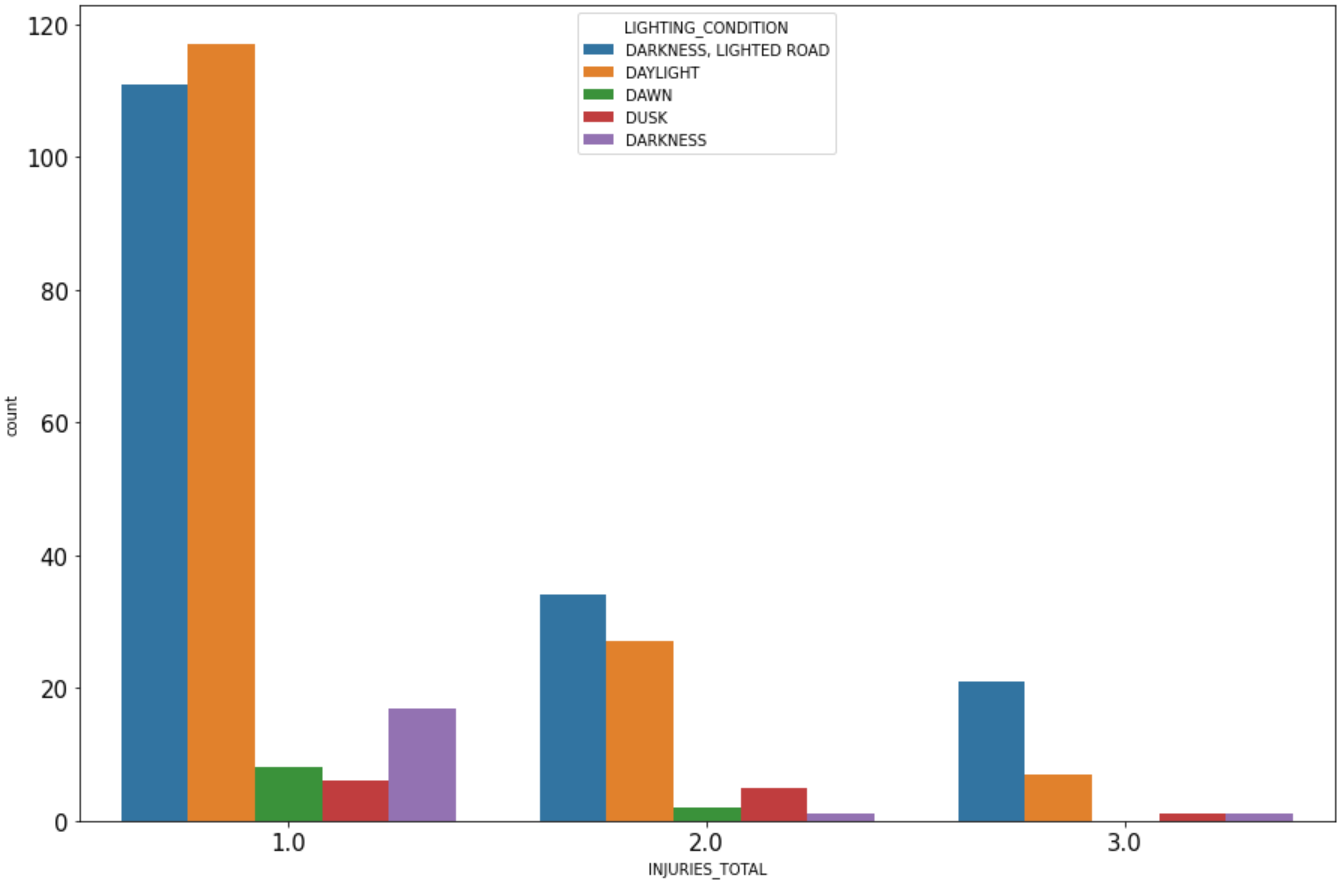 LIGHTING_CONDITION
DARKNESS, LIGHTED ROAD
DAYLIGHT
DAWN
DUSK
DARKNESS
120
100
80
60
40
20
0
count
1.0 2.0 3.0
INJURIES_TOTAL